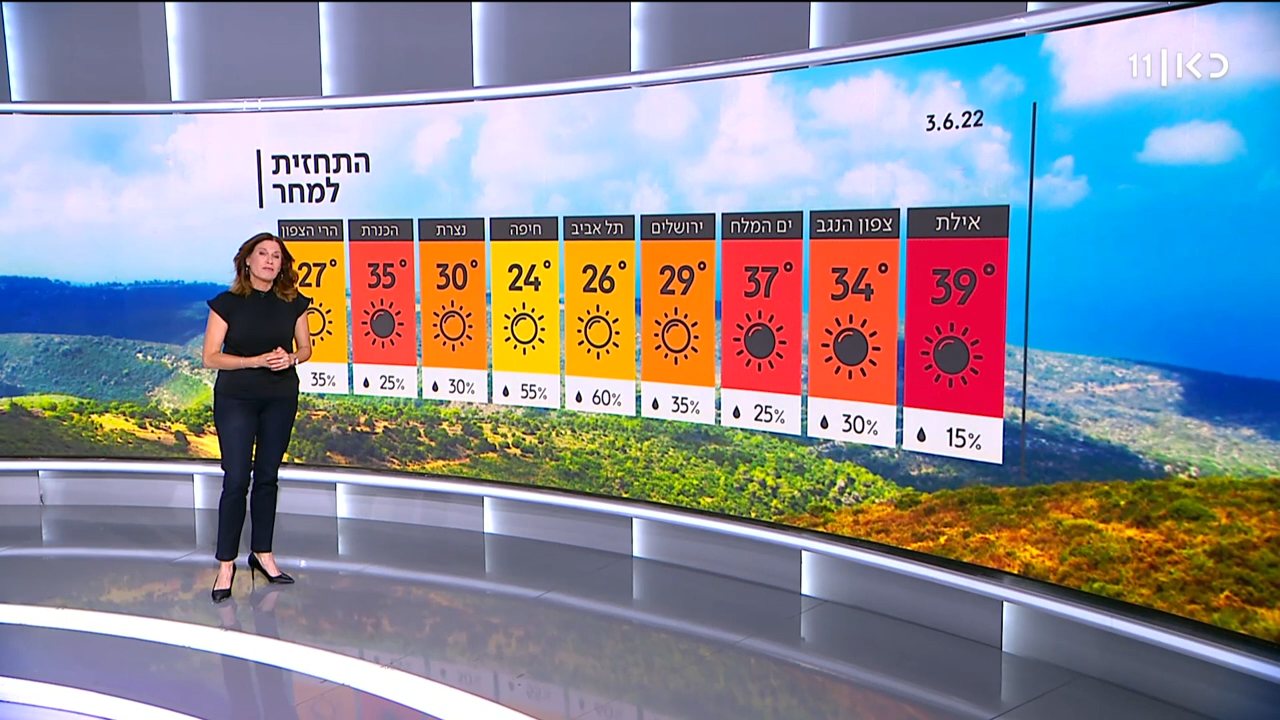 כאן 11
3.6.22
התחזית
למחר
אילת
צפון הנגב
ים המלח
ירושלים
תל אביב
חיפה
נצרת
הכנרת
הרי הצפון
39°
34°
37°
29°
26°
24°
30°
35°
27°
15%
30%
25%
35%
60%
55%
30%
25%
35%